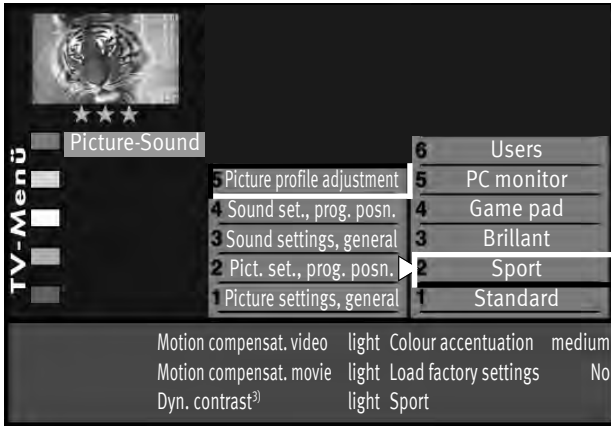 TV-Menü
Picture-Sound
5 Picture profile adjustment
4 Sound set., prog. posn.
3 Sound settings, general
2 Pict. set., prog. posn.
1 Picture settings, general
6 Users
5 PC monitor
4 Game pad
3 Brillant
2 Sport
1 Standard
Motion compensat. video light Colour accentuation medium
Motion compensat. movie light Load factory settings No
Dyn. contrast3) light Sport